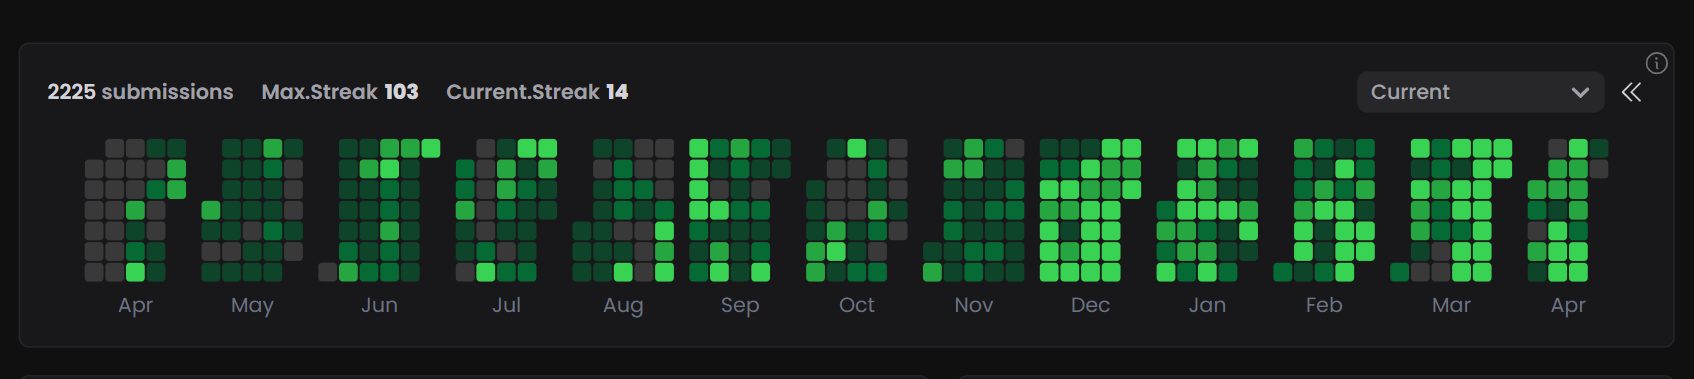 2225 submissions Max.Streak 103 Current.Streak 14 Current
Apr May Jun Jul Aug Sep Oct Nov Dec Jan Feb Mar Apr